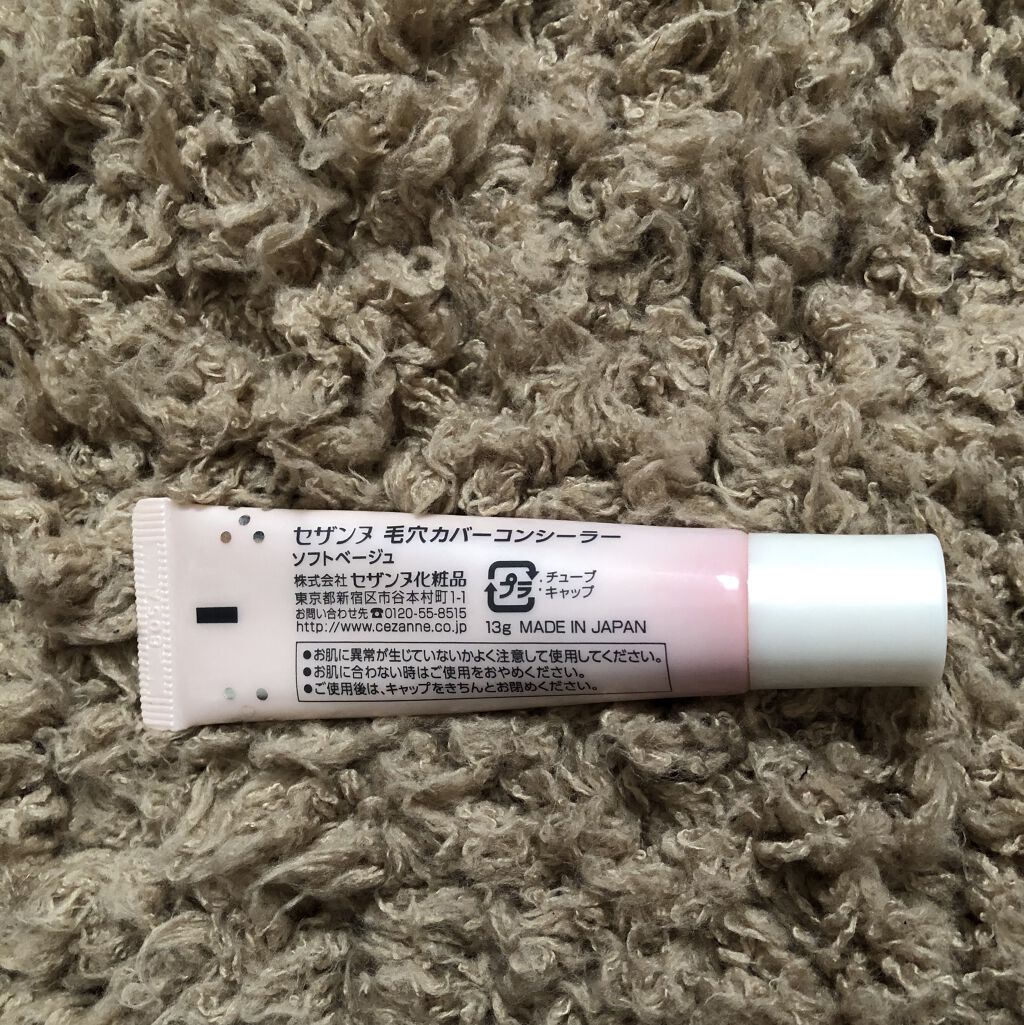 セザンヌ 毛穴カバーコンシーラー
ソフトベージュ
株式会社 セザンヌ化粧品
東京都新宿区市谷本村町1-1
お問い合わせ先☎0120-55-8515
http://www.cezanne.co.jp
プラ
:チューブ
キャップ
13g MADE IN JAPAN
●お肌に異常が生じていないかよく注意して使用してください。
●お肌に合わない時はご使用をおやめください。
●ご使用後は、キャップをきちんとお閉めください。